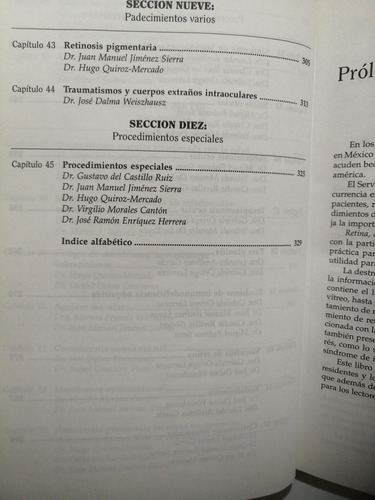 SECCION NUEVE:
Padecimientos varios
Capítulo 43 Retinosis pigmentaria 305
Dr. Juan Manuel Jiménez Sierra
Dr. Hugo Quiroz-Mercado
Capítulo 44 Traumatismos y cuerpos extraños intraoculares 311
Dr. José Dalma Weiszhausz
SECCION DIEZ:
Procedimientos especiales
Capítulo 45 Procedimientos especiales 325
Dr. Gustavo del Castillo Ruiz
Dr. Juan Manuel Jiménez Sierra
Dr. Hugo Quiroz-Mercado
Dr. Virgilio Morales Cantón
Dr. José Ramón Enríquez Herrera
Indice alfabético 329
En los
en México
acuden
américa.
El Serv
currencia e
pacientes,
dimientos d
ja la import
Retina,
con la parti
práctica par
utilidad para
La destre
la informaci
contiene el
vítreo, hasta
tamiento de
miento de re
cionada con
también prese
rés, como lo s
síndrome de i
Este libro
residentes y lo
que además de
para los lector